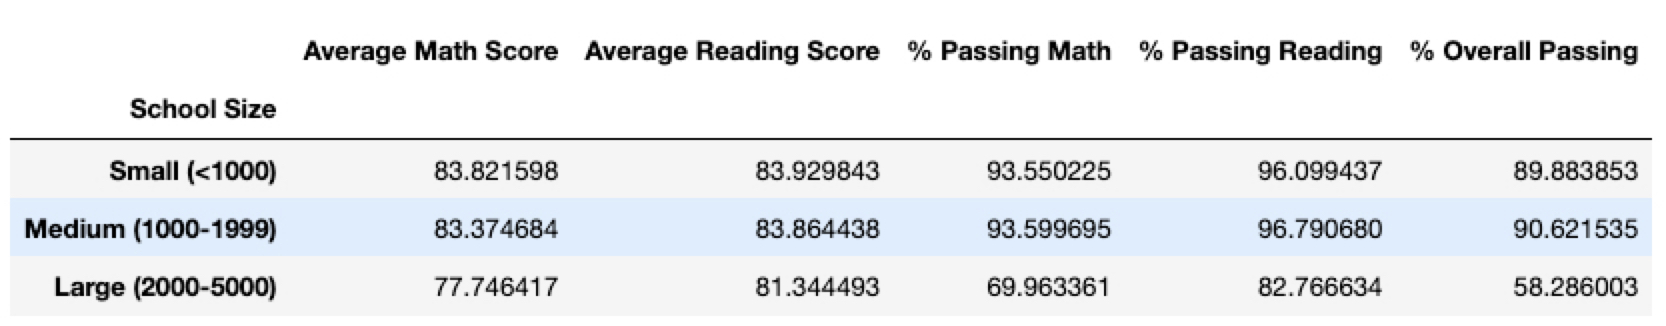 Average Math Score Average Reading Score % Passing Math % Passing Reading % Overall Passing
School Size
Small (<1000) 83.821598 83.929843 93.550225 96.099437 89.883853
Medium (1000-1999) 83.374684 83.864438 93.599695 96.790680 90.621535
Large (2000-5000) 77.746417 81.344493 69.963361 82.766634 58.286003